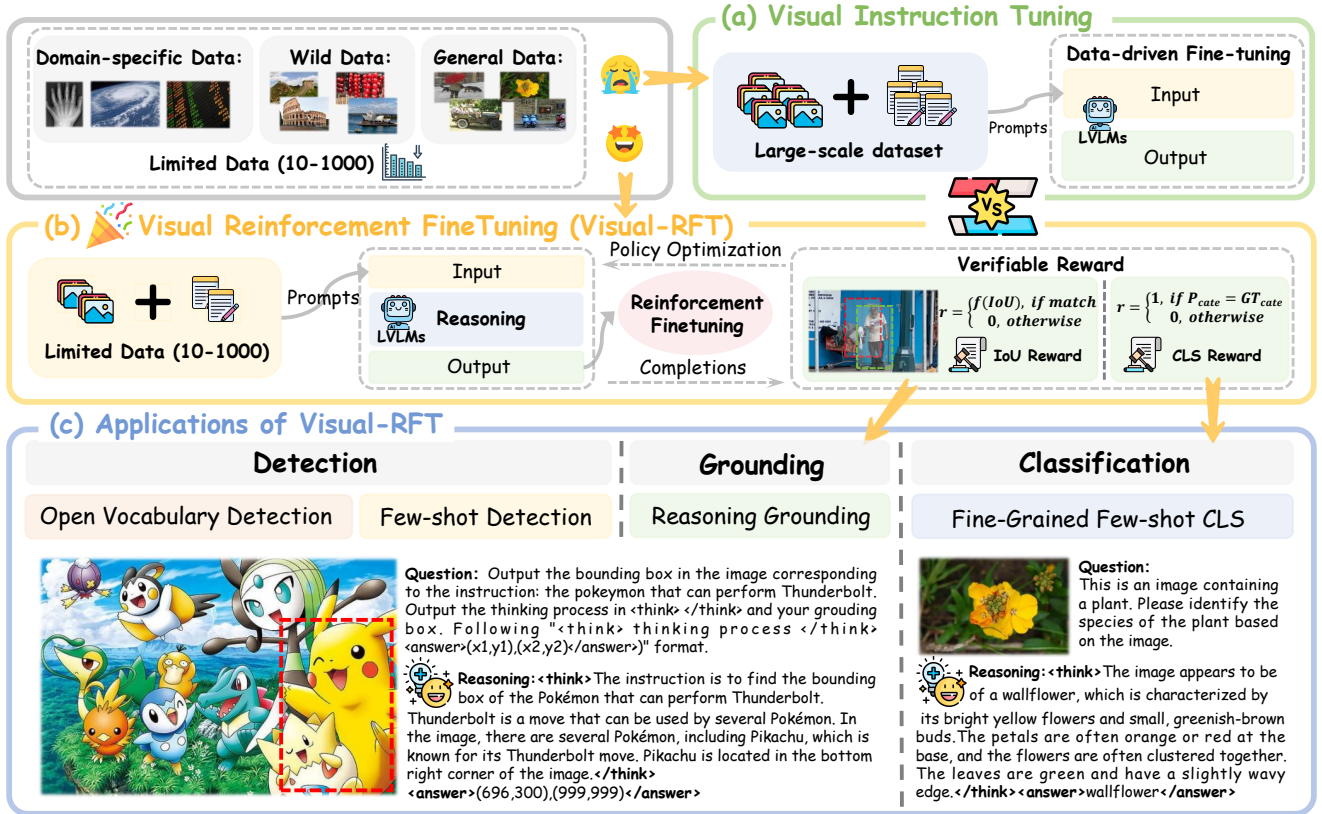 (a) Visual Instruction Tuning
Domain-specific Data:
Wild Data:
General Data:
Limited Data (10-1000)
Large-scale dataset
Prompts
Data-driven Fine-tuning
Input
LVLMs
Output
VS
(b) Visual Reinforcement FineTuning (Visual-RFT)
Limited Data (10-1000)
Prompts
Input
Reasoning
LVLMs
Output
Policy Optimization
Reinforcement
Finetuning
Completions
Verifiable Reward
r = { f(IoU), if match
0, otherwise
IoU Reward
r = { 1, if P_cate = GT_cate
0, otherwise
CLS Reward
(c) Applications of Visual-RFT
Detection
Grounding
Classification
Open Vocabulary Detection
Few-shot Detection
Reasoning Grounding
Fine-Grained Few-shot CLS
Question: Output the bounding box in the image corresponding
to the instruction: the pokeymon that can perform Thunderbolt.
Output the thinking process in <think> </think> and your grouding
box. Following "<think> thinking process </think>
<answer>(x1,y1),(x2,y2)</answer>)" format.
Reasoning:<think>The instruction is to find the bounding
box of the Pokémon that can perform Thunderbolt.
Thunderbolt is a move that can be used by several Pokémon. In
the image, there are several Pokémon, including Pikachu, which is
known for its Thunderbolt move. Pikachu is located in the bottom
right corner of the image.</think>
<answer>(696,300),(999,999)</answer>
Question:
This is an image containing
a plant. Please identify the
species of the plant based
on the image.
Reasoning:<think>The image appears to be
of a wallflower, which is characterized by
its bright yellow flowers and small, greenish-brown
buds.The petals are often orange or red at the
base, and the flowers are often clustered together.
The leaves are green and have a slightly wavy
edge.</think><answer>wallflower</answer>